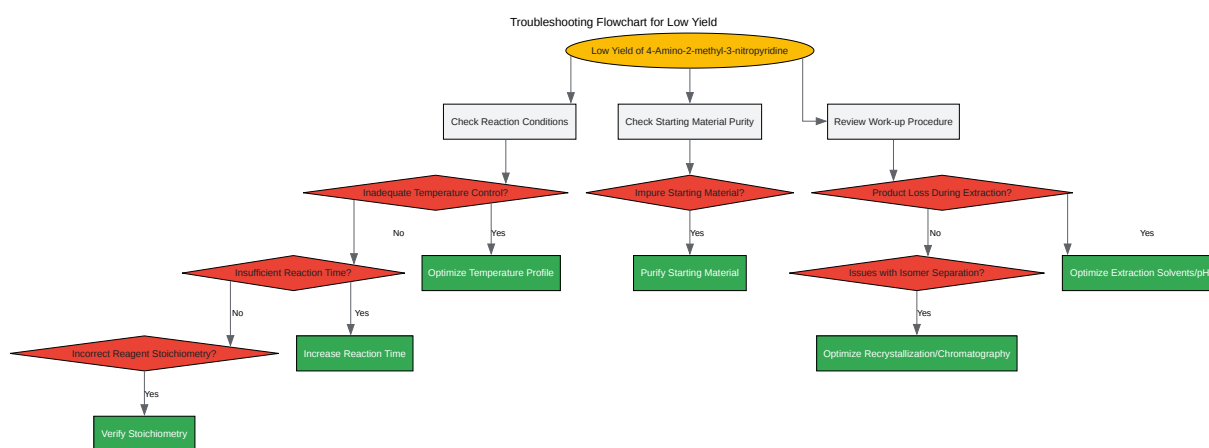 Troubleshooting Flowchart for Low Yield
Low Yield of 4-Amino-2-methyl-3-nitropyridine
Check Reaction Conditions
Check Starting Material Purity
Review Work-up Procedure
Inadequate Temperature Control?
Impure Starting Material?
Product Loss During Extraction?
No
Yes
Yes
No
Yes
Insufficient Reaction Time?
Optimize Temperature Profile
Purify Starting Material
Issues with Isomer Separation?
Optimize Extraction Solvents/pH
No
Yes
Yes
Incorrect Reagent Stoichiometry?
Increase Reaction Time
Optimize Recrystallization/Chromatography
Yes
Verify Stoichiometry